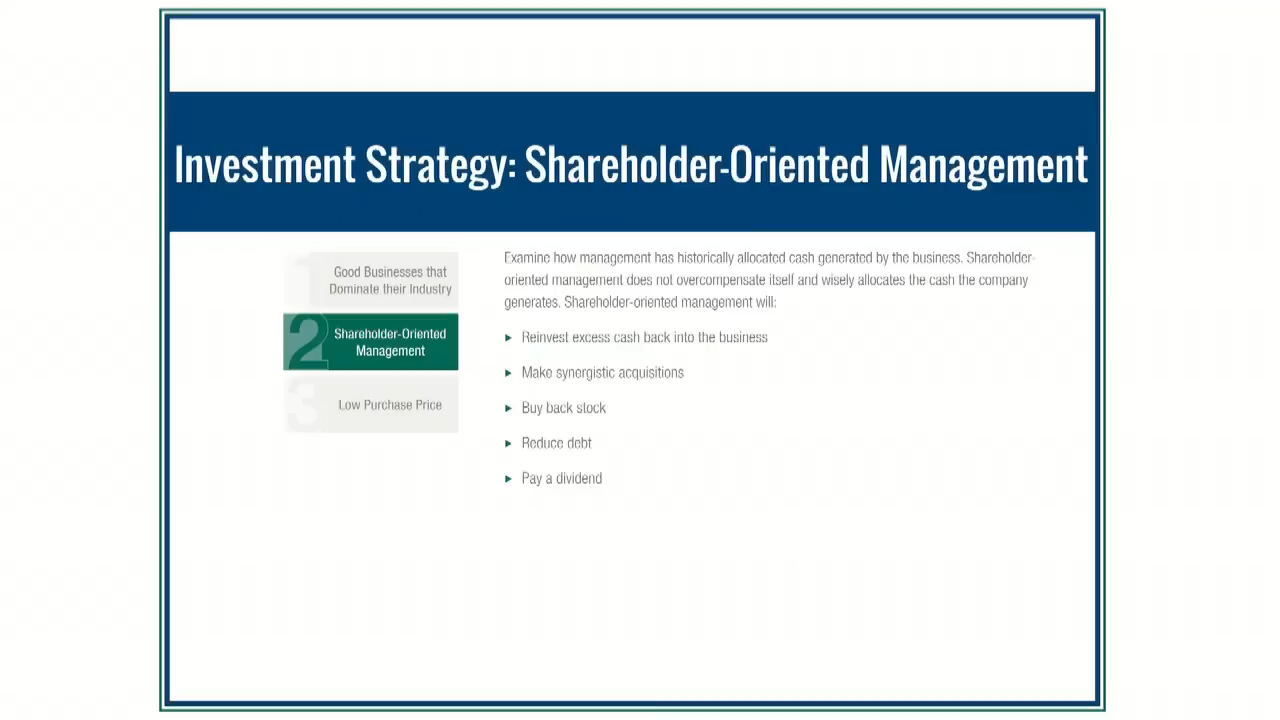 Investment Strategy: Shareholder-Oriented Management
1
Good Businesses that
Dominate their Industry
2
Shareholder-Oriented
Management
3
Low Purchase Price
Examine how management has historically allocated cash generated by the business. Shareholder-
oriented management does not overcompensate itself and wisely allocates the cash the company
generates. Shareholder-oriented management will:
Reinvest excess cash back into the business
Make synergistic acquisitions
Buy back stock
Reduce debt
Pay a dividend